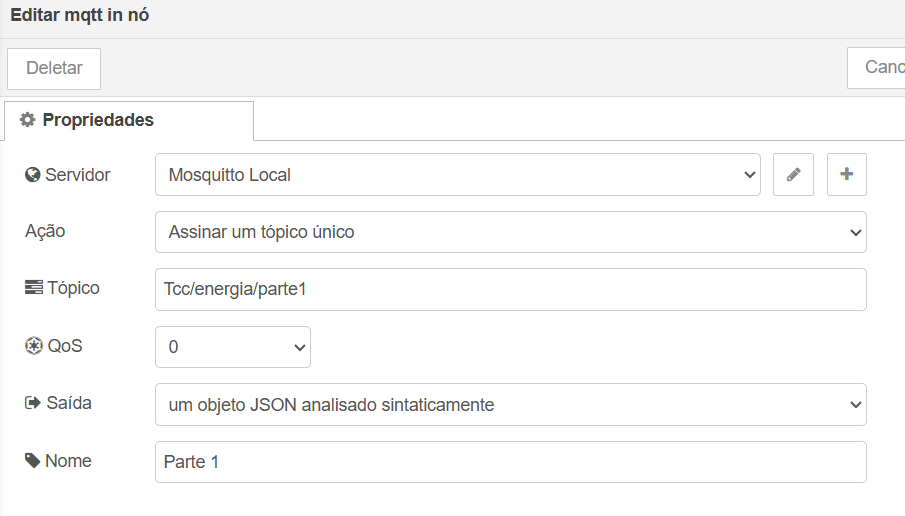 Editar mqtt in nó
Deletar
Canc
Propriedades
Servidor
Mosquitto Local
Ação
Assinar um tópico único
Tópico
Tcc/energia/parte1
QoS
0
Saída
um objeto JSON analisado sintaticamente
Nome
Parte 1